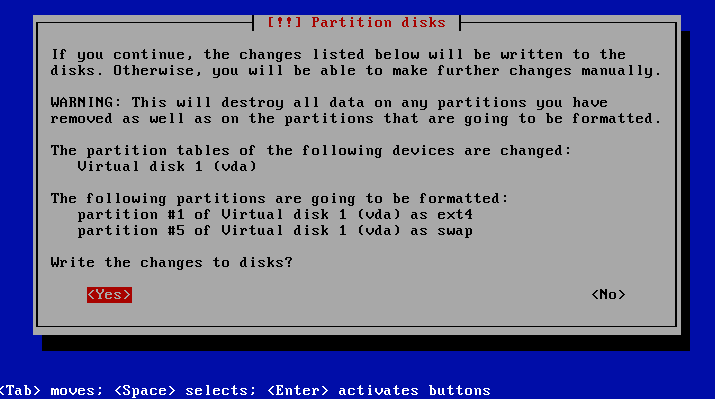 [!!] Partition disks
If you continue, the changes listed below will be written to the
disks. Otherwise, you will be able to make further changes manually.
WARNING: This will destroy all data on any partitions you have
removed as well as on the partitions that are going to be formatted.
The partition tables of the following devices are changed:
Virtual disk 1 (vda)
The following partitions are going to be formatted:
partition #1 of Virtual disk 1 (vda) as ext4
partition #5 of Virtual disk 1 (vda) as swap
Write the changes to disks?
<Yes> <No>
<Tab> moves; <Space> selects; <Enter> activates buttons